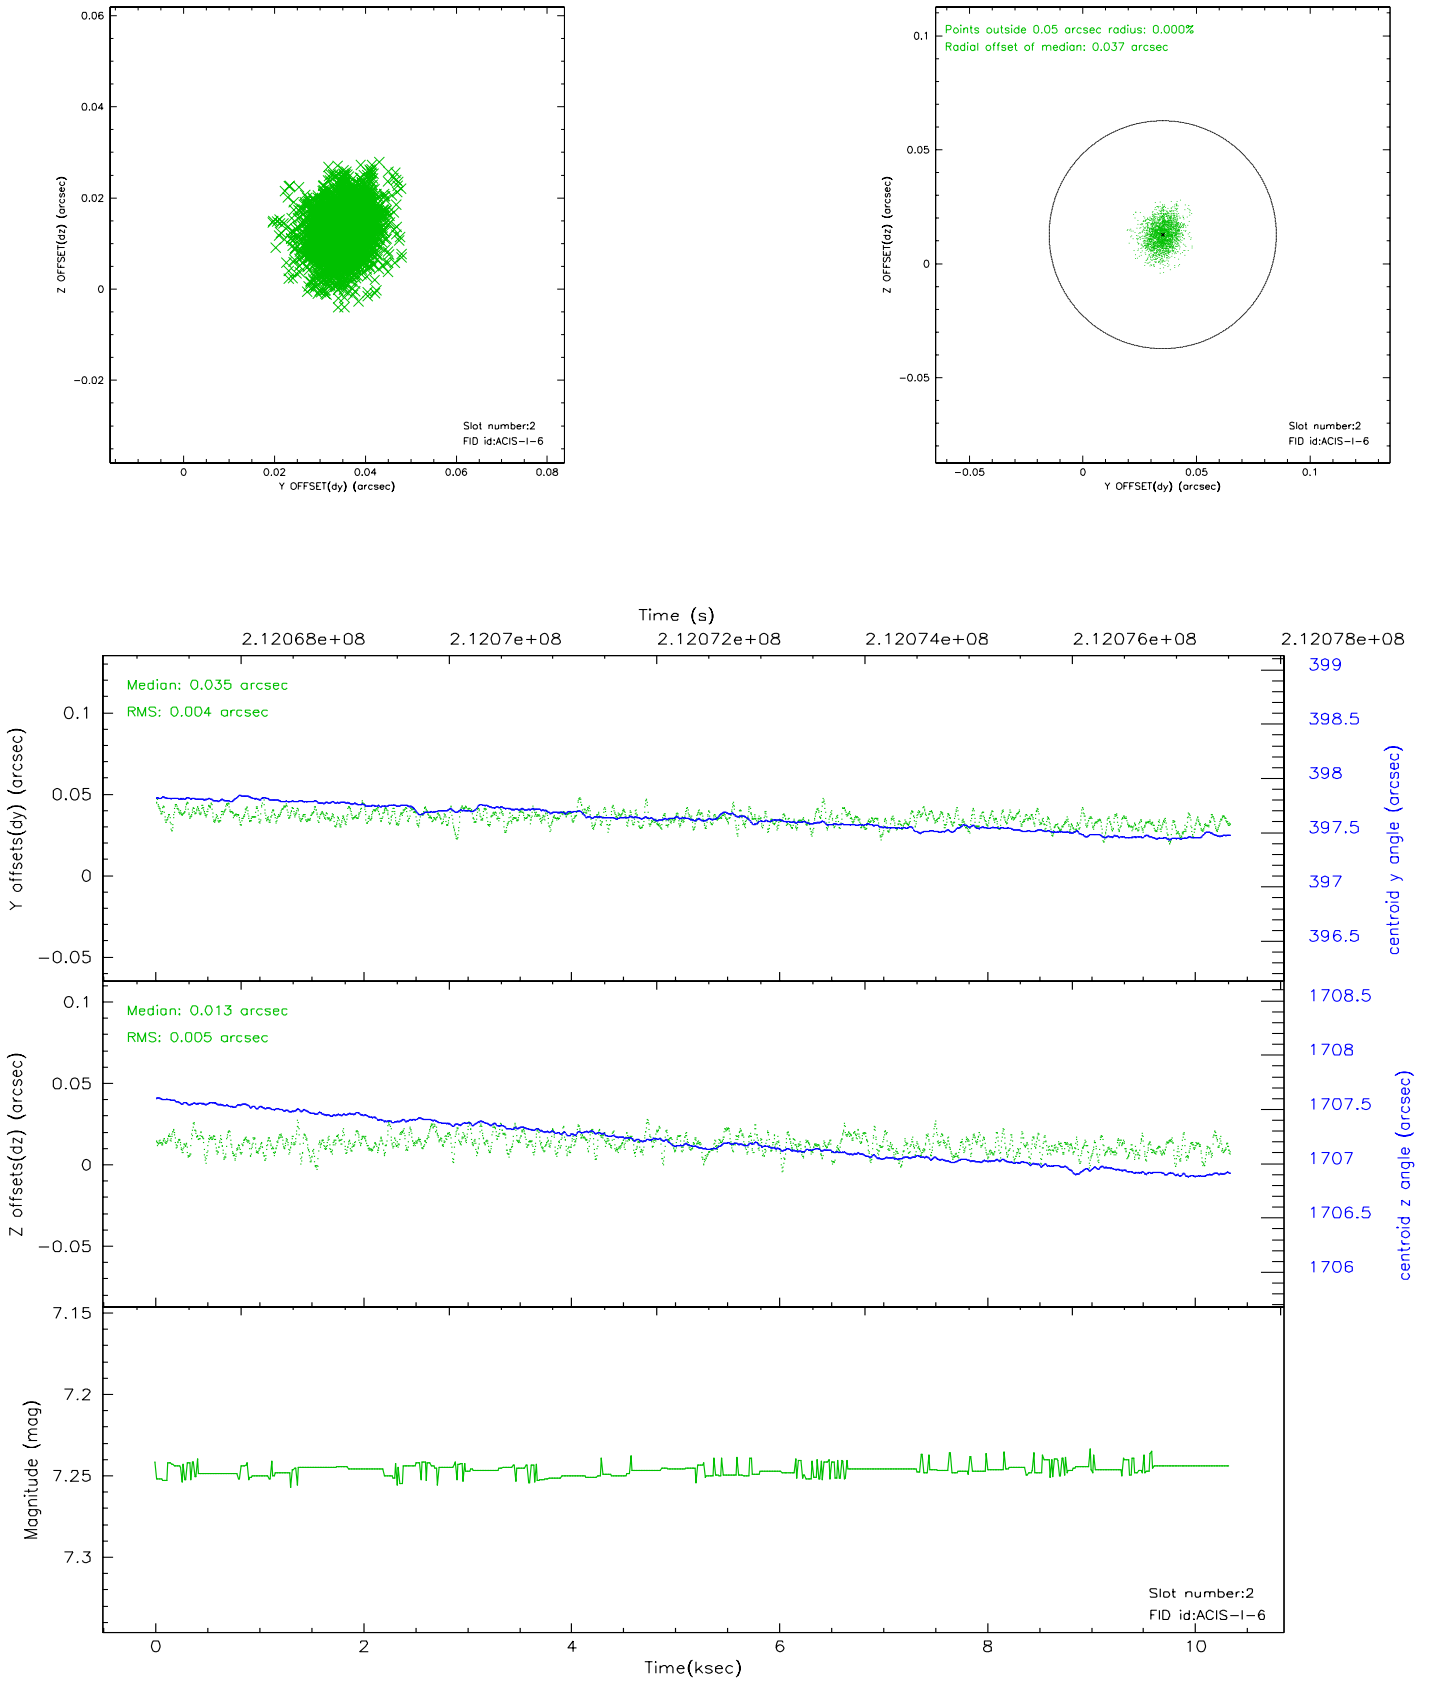 0.06
0.04
0.02
0
−0.02
Z OFFSET(dz) (arcsec)
Slot number:2
FID id:ACIS−I−6
0
0.02
0.04
0.06
0.08
Y OFFSET(dy) (arcsec)
Points outside 0.05 arcsec radius: 0.000%
Radial offset of median: 0.037 arcsec
0.1
0.05
0
−0.05
Z OFFSET(dz) (arcsec)
Slot number:2
FID id:ACIS−I−6
−0.05
0
0.05
0.1
Y OFFSET(dy) (arcsec)
Time (s)
2.12068e+08
2.1207e+08
2.12072e+08
2.12074e+08
2.12076e+08
2.12078e+08
Median: 0.035 arcsec
RMS: 0.004 arcsec
0.1
0.05
0
−0.05
Y offsets(dy) (arcsec)
399
398.5
398
397.5
397
396.5
centroid y angle (arcsec)
Median: 0.013 arcsec
RMS: 0.005 arcsec
0.1
0.05
0
−0.05
Z offsets(dz) (arcsec)
1708.5
1708
1707.5
1707
1706.5
1706
centroid z angle (arcsec)
7.15
7.2
7.25
7.3
Magnitude (mag)
Slot number:2
FID id:ACIS−I−6
0
2
4
6
8
10
Time(ksec)